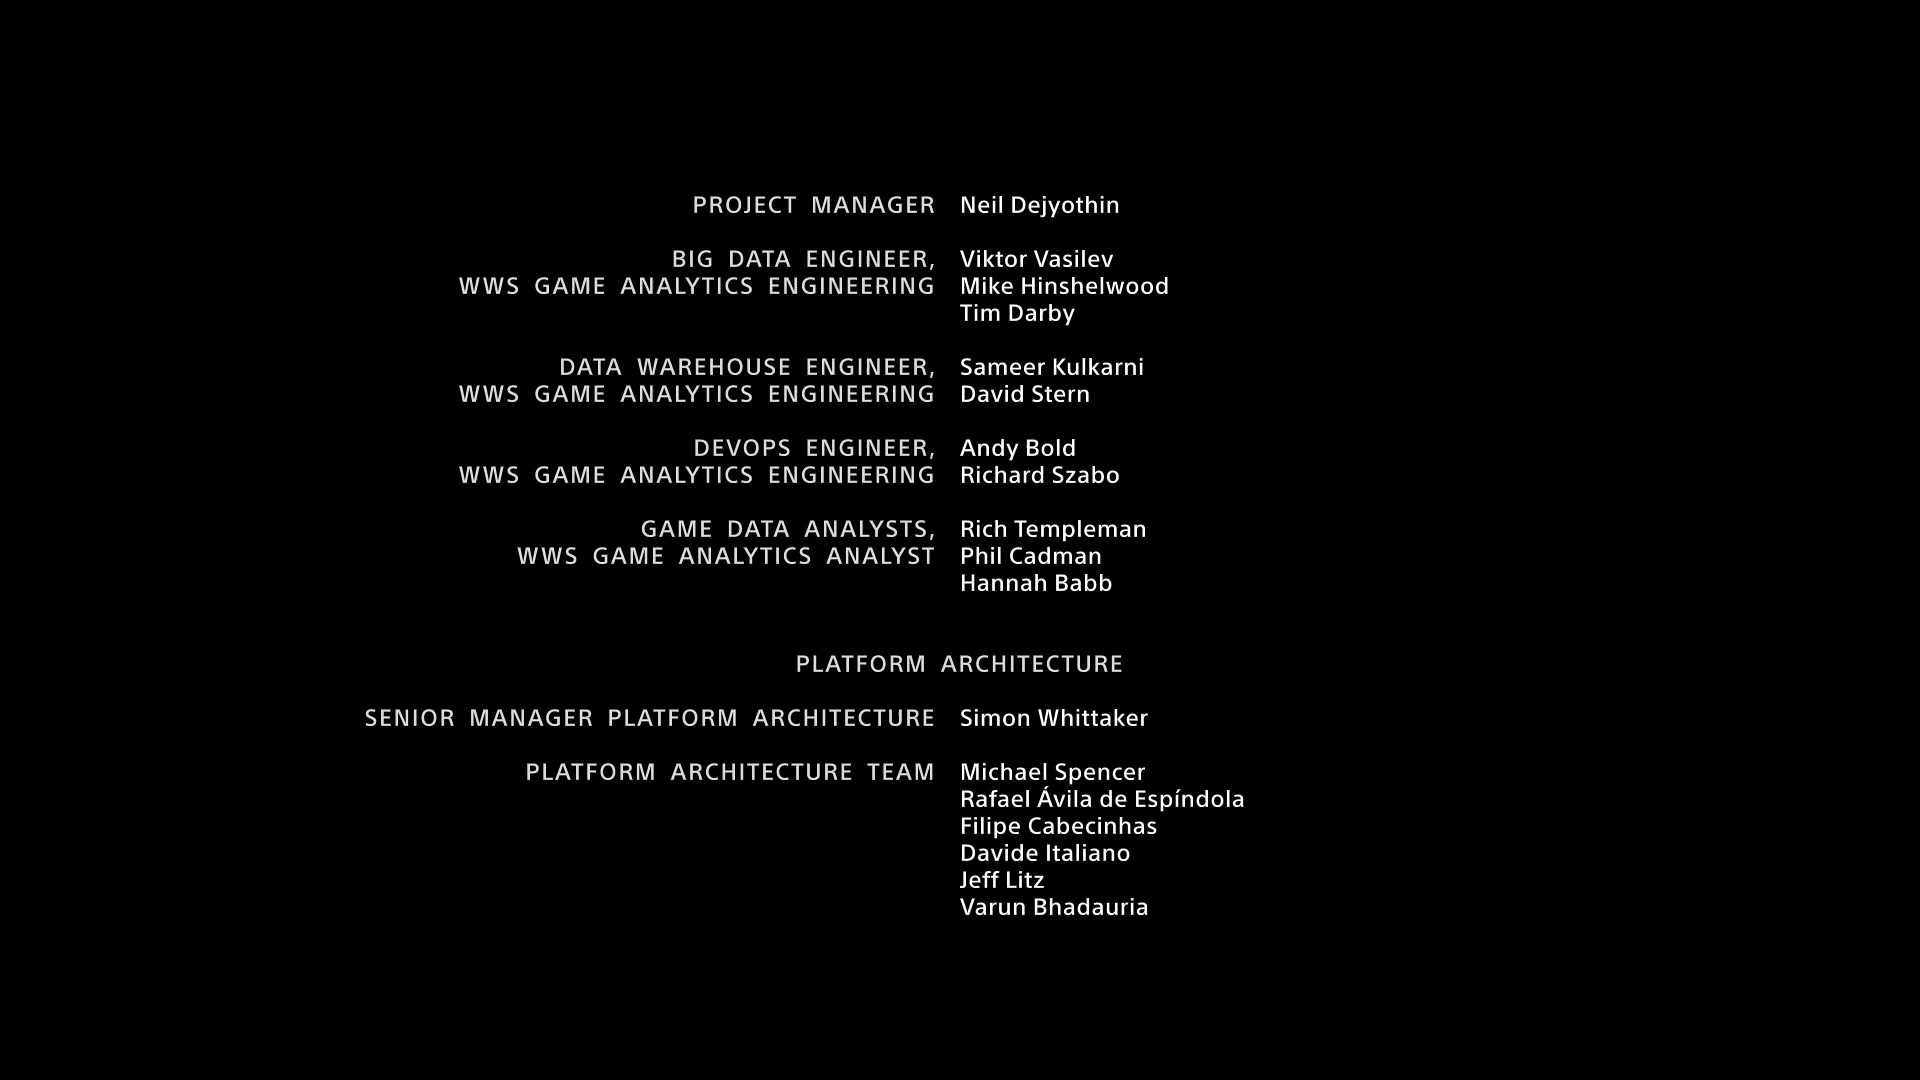 PROJECT MANAGER Neil Dejyothin
BIG DATA ENGINEER, Viktor Vasilev
WWS GAME ANALYTICS ENGINEERING Mike Hinshelwood
Tim Darby
DATA WAREHOUSE ENGINEER, Sameer Kulkarni
WWS GAME ANALYTICS ENGINEERING David Stern
DEVOPS ENGINEER, Andy Bold
WWS GAME ANALYTICS ENGINEERING Richard Szabo
GAME DATA ANALYSTS, Rich Templeman
WWS GAME ANALYTICS ANALYST Phil Cadman
Hannah Babb
PLATFORM ARCHITECTURE
SENIOR MANAGER PLATFORM ARCHITECTURE Simon Whittaker
PLATFORM ARCHITECTURE TEAM Michael Spencer
Rafael Ávila de Espíndola
Filipe Cabecinhas
Davide Italiano
Jeff Litz
Varun Bhadauria